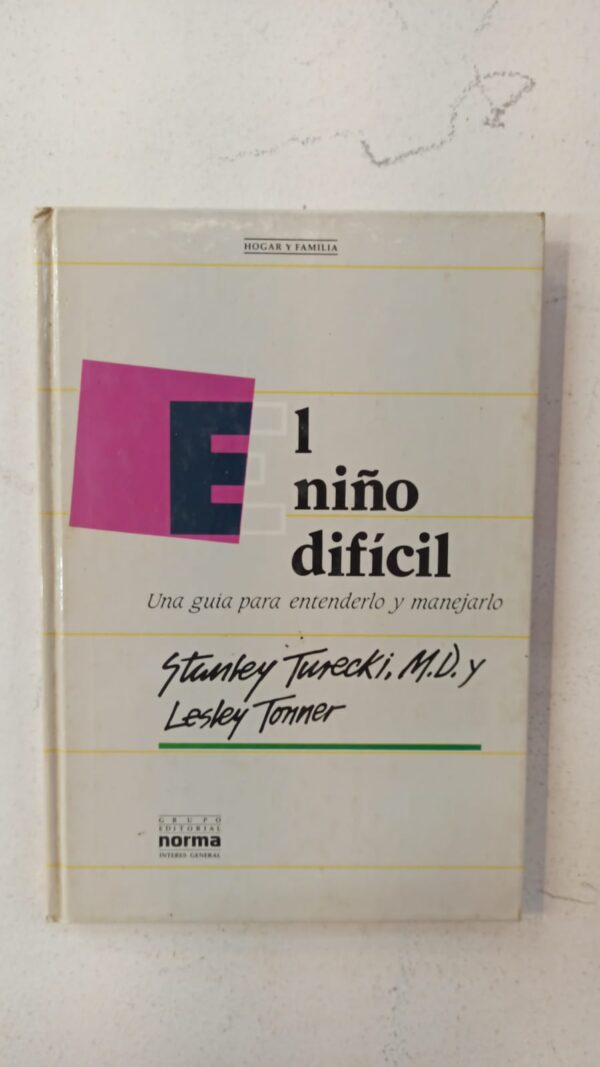 HOGAR Y FAMILIA
El
niño
difícil
Una guía para entenderlo y manejarlo
Stanley Turecki, M.D. y
Lesley Tonner
GRUPO
EDITORIAL
norma
INTERES GENERAL